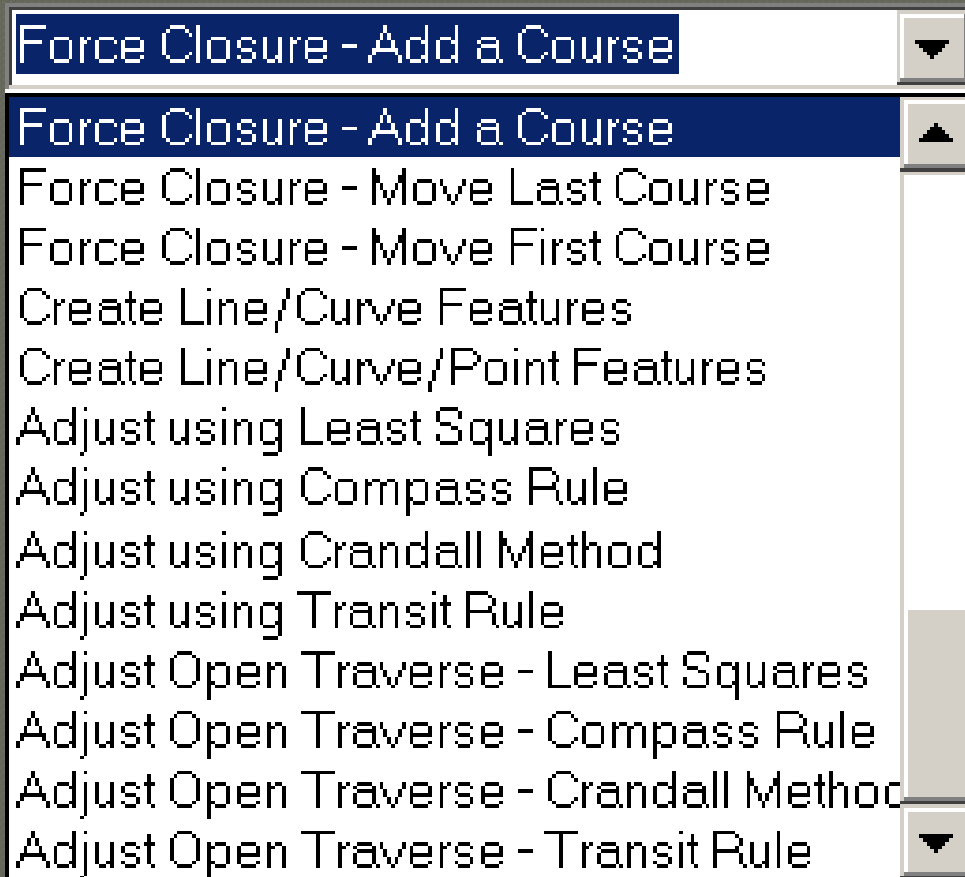 Force Closure - Add a Course
Force Closure - Add a Course
Force Closure - Move Last Course
Force Closure - Move First Course
Create Line/Curve Features
Create Line/Curve/Point Features
Adjust using Least Squares
Adjust using Compass Rule
Adjust using Crandall Method
Adjust using Transit Rule
Adjust Open Traverse - Least Squares
Adjust Open Traverse - Compass Rule
Adjust Open Traverse - Crandall Method
Adjust Open Traverse - Transit Rule